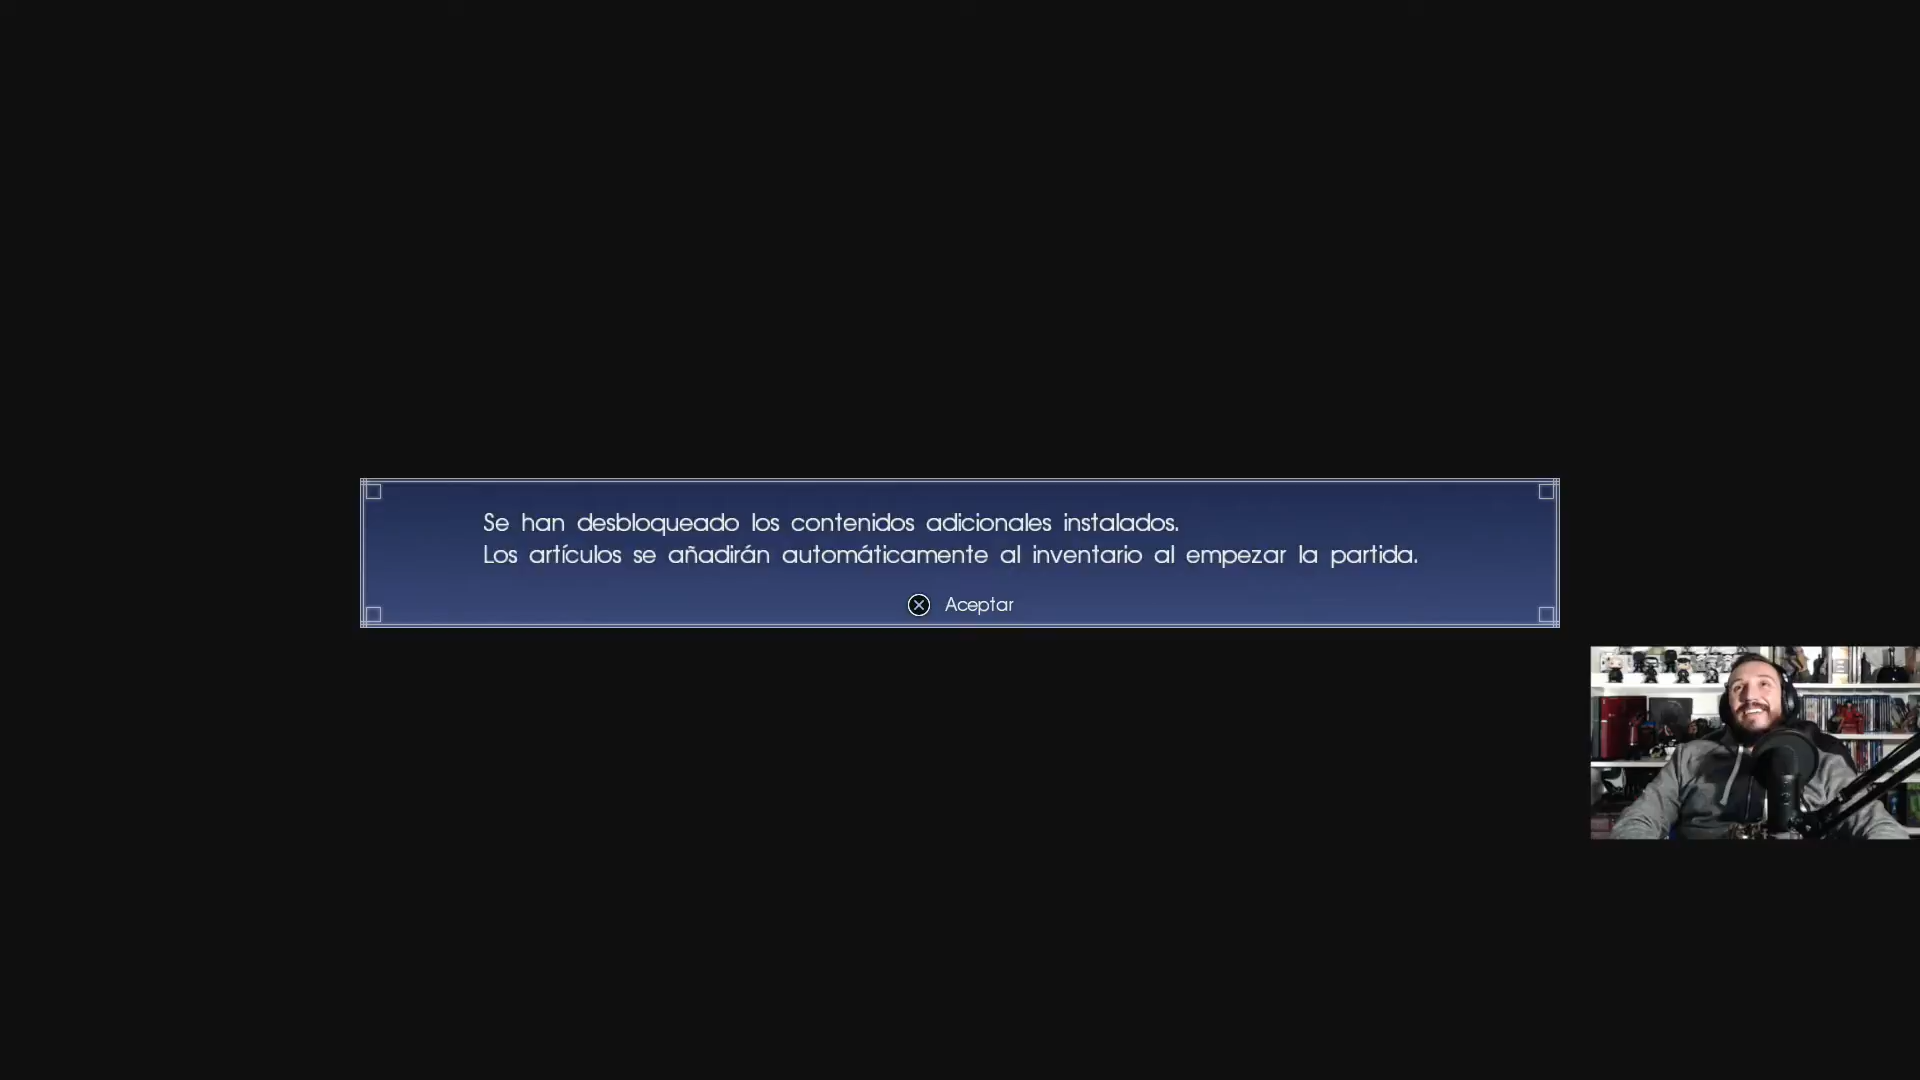 Se han desbloqueado los contenidos adicionales instalados.
Los artículos se añadirán automáticamente al inventario al empezar la partida.
Aceptar